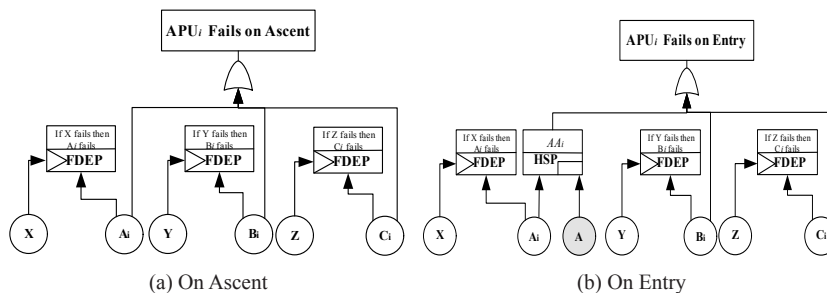 APUi Fails on Ascent
If X fails then
Ai fails
FDEP
If Y fails then
Bi fails
FDEP
If Z fails then
Ci fails
FDEP
X
Ai
Y
Bi
Z
Ci
(a) On Ascent
APUi Fails on Entry
If X fails then
Ai fails
FDEP
AAi
HSP
If Y fails then
Bi fails
FDEP
If Z fails then
Ci fails
FDEP
X
Ai
A
Y
Bi
Z
Ci
(b) On Entry